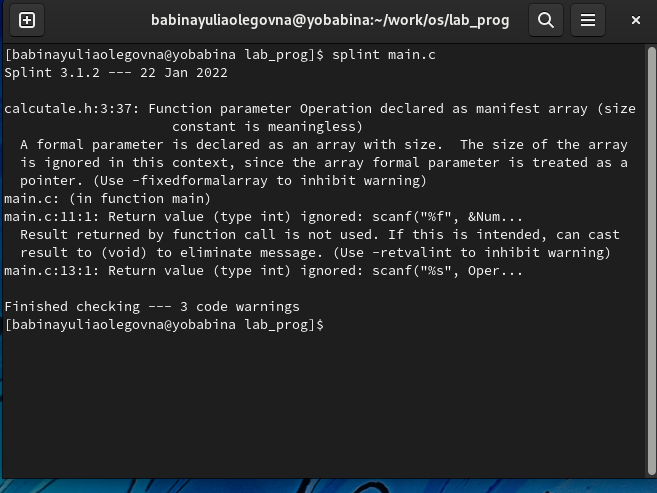 babinayuliaolegovna@yobabina:~/work/os/lab_prog
[babinayuliaolegovna@yobabina lab_prog]$ splint main.c
Splint 3.1.2 --- 22 Jan 2022
calcutale.h:3:37: Function parameter Operation declared as manifest array (size
constant is meaningless)
A formal parameter is declared as an array with size.  The size of the array
is ignored in this context, since the array formal parameter is treated as a
pointer. (Use -fixedformalarray to inhibit warning)
main.c: (in function main)
main.c:11:1: Return value (type int) ignored: scanf("%f", &Num...
Result returned by function call is not used. If this is intended, can cast
result to (void) to eliminate message. (Use -retvalint to inhibit warning)
main.c:13:1: Return value (type int) ignored: scanf("%s", Oper...
Finished checking --- 3 code warnings
[babinayuliaolegovna@yobabina lab_prog]$